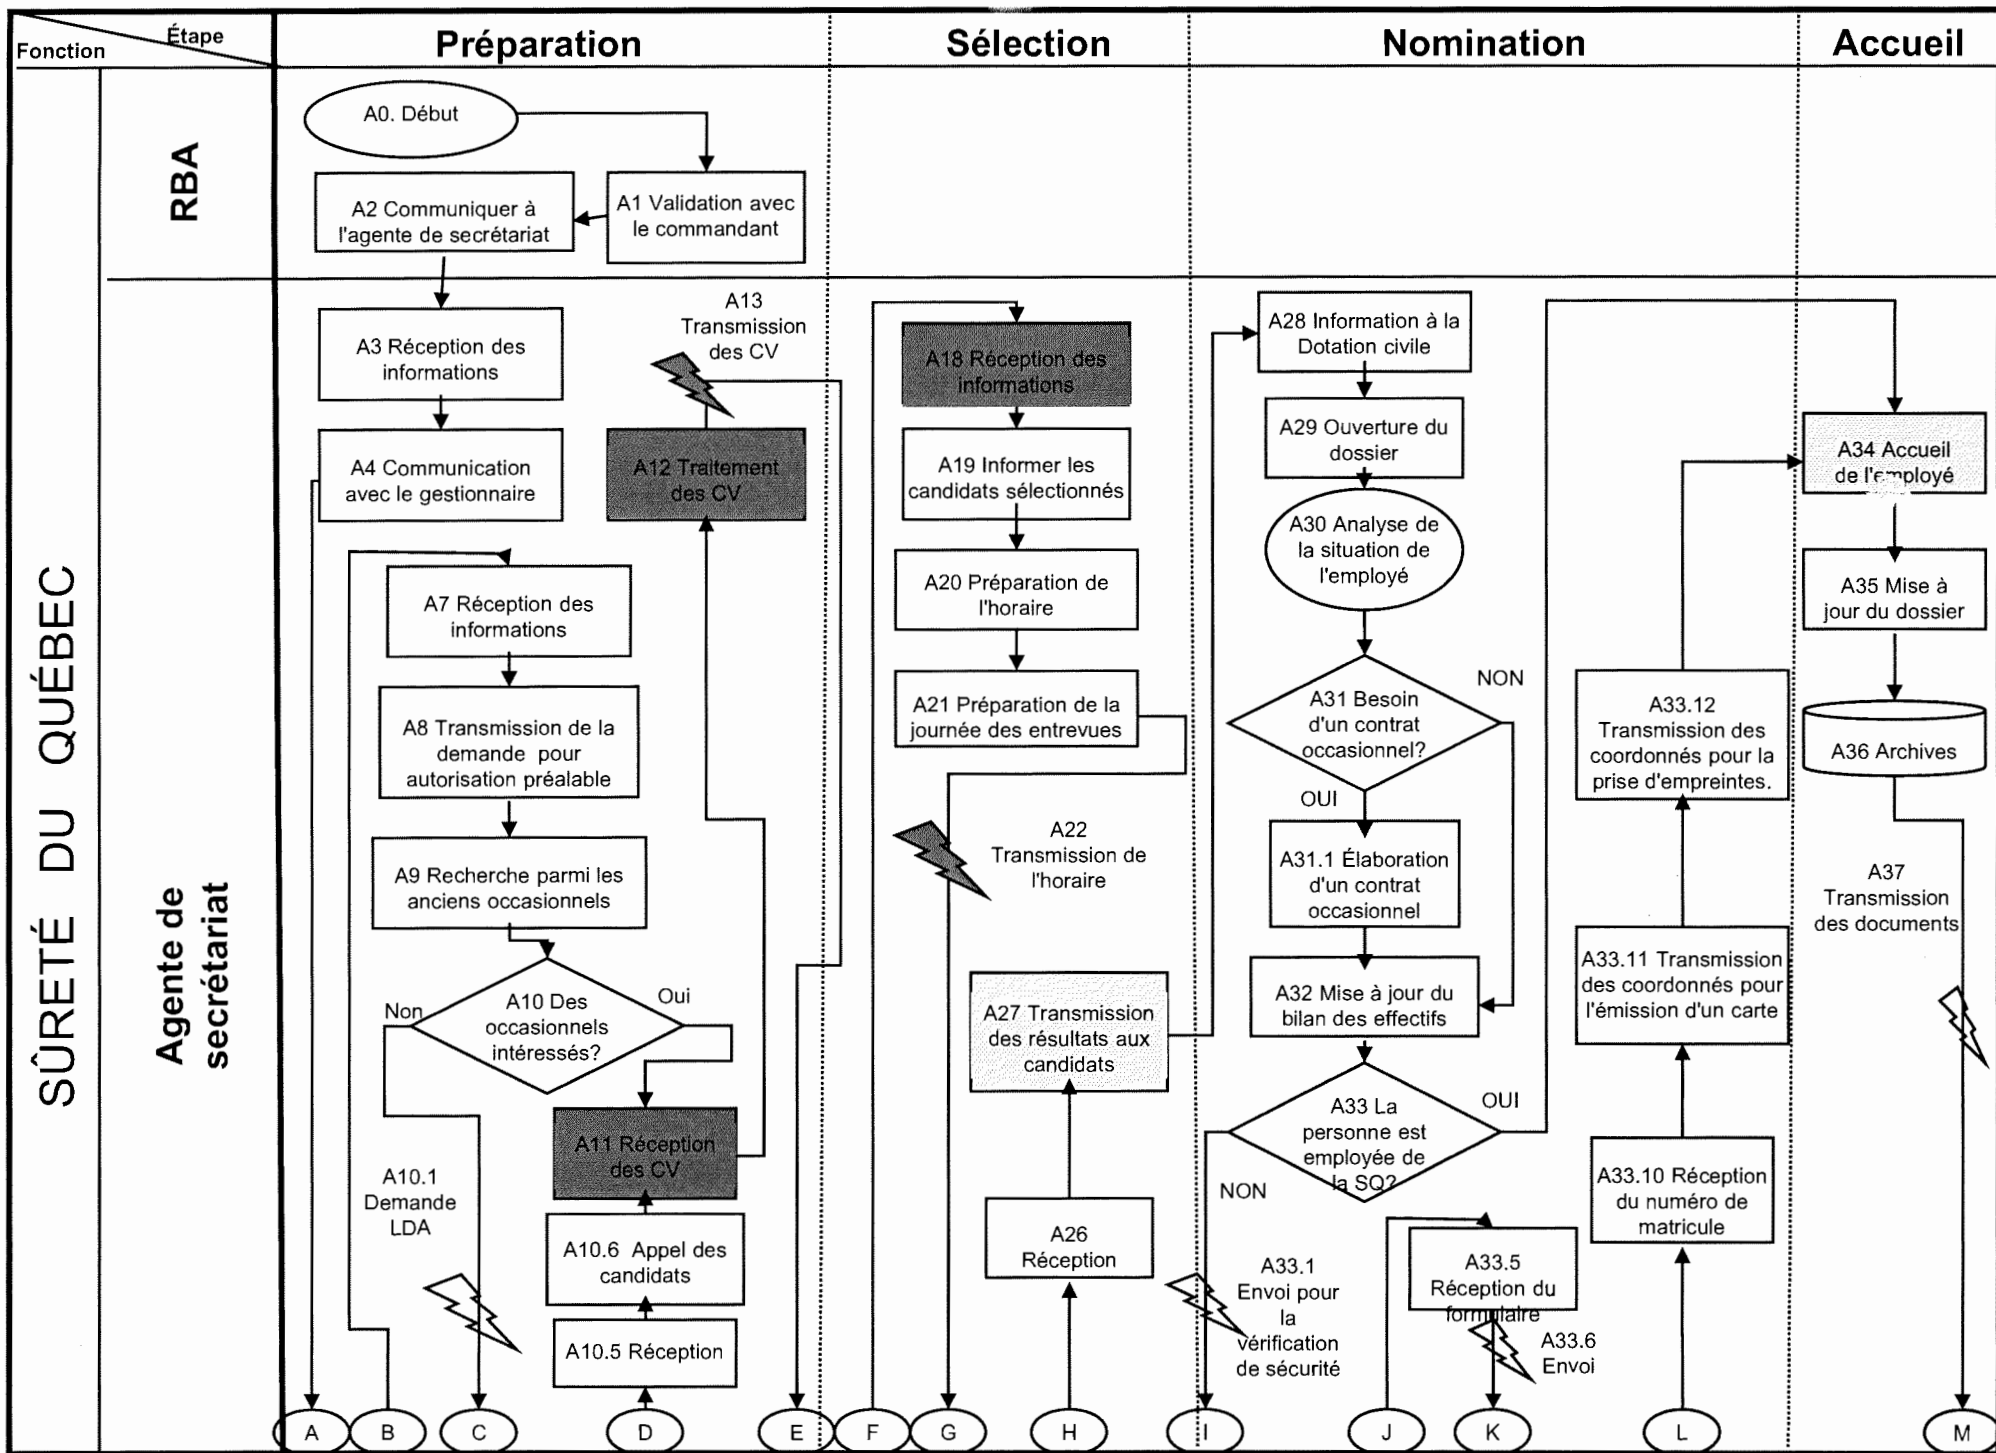 Étape
Fonction
Préparation
Sélection
Nomination
Accueil
SÛRETÉ DU QUÉBEC
RBA
A0. Début
A2 Communiquer à
l'agente de secrétariat
A1 Validation avec
le commandant
Agente de
secrétariat
A3 Réception des
informations
A13
Transmission
des CV
A4 Communication
avec le gestionnaire
A12 Traitement
des CV
A7 Réception des
informations
A8 Transmission de la
demande pour
autorisation préalable
A9 Recherche parmi les
anciens occasionnels
A10 Des
occasionnels
intéressés?
Non
Oui
A11 Réception
des CV
A10.1
Demande
LDA
A10.6 Appel des
candidats
A10.5 Réception
A18 Réception des
informations
A19 Informer les
candidats sélectionnés
A20 Préparation de
l'horaire
A21 Préparation de la
journée des entrevues
A22
Transmission de
l'horaire
A27 Transmission
des résultats aux
candidats
A26
Réception
A28 Information à la
Dotation civile
A29 Ouverture du
dossier
A30 Analyse de
la situation de
l'employé
A31 Besoin
d'un contrat
occasionnel?
NON
OUI
A31.1 Élaboration
d'un contrat
occasionnel
A32 Mise à jour du
bilan des effectifs
A33 La
personne est
employée de
la SQ?
OUI
NON
A33.1
Envoi pour
la
vérification
de sécurité
A33.5
Réception du
formulaire
A33.6
Envoi
A33.12
Transmission des
coordonnés pour la
prise d'empreintes.
A33.11 Transmission
des coordonnés pour
l'émission d'un carte
A33.10 Réception
du numéro de
matricule
A34 Accueil
de l'employé
A35 Mise à
jour du dossier
A36 Archives
A37
Transmission
des documents
A
B
C
D
E
F
G
H
I
J
K
L
M